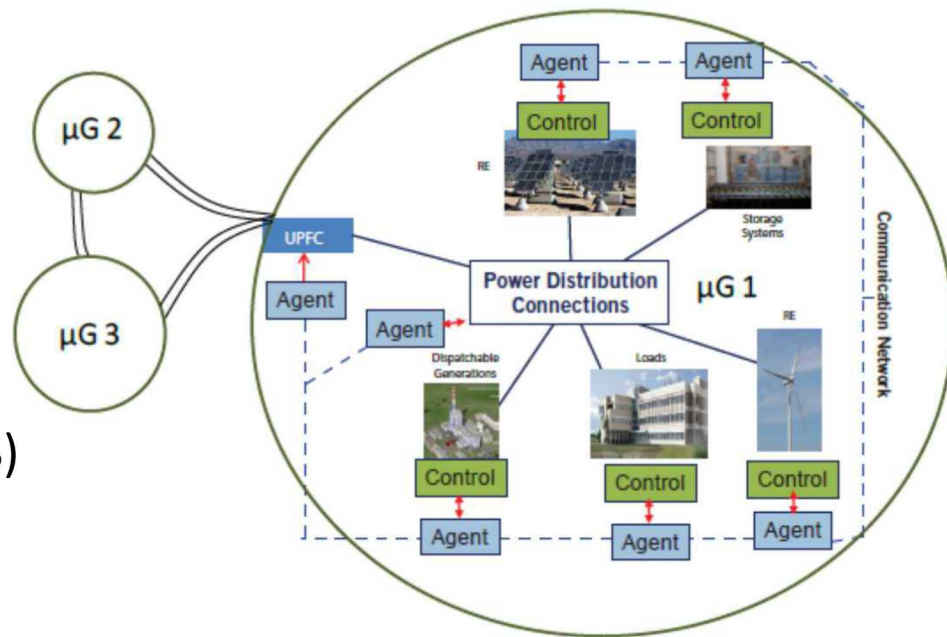 Agent
Agent
Control
Control
RE
Storage
Systems
μG 2
UPFC
Power Distribution
Connections
μG 1
Communication Network
Agent
Agent
μG 3
RE
Dispatchable
Generations
Loads
)
Control
Control
Control
Agent
Agent
Agent